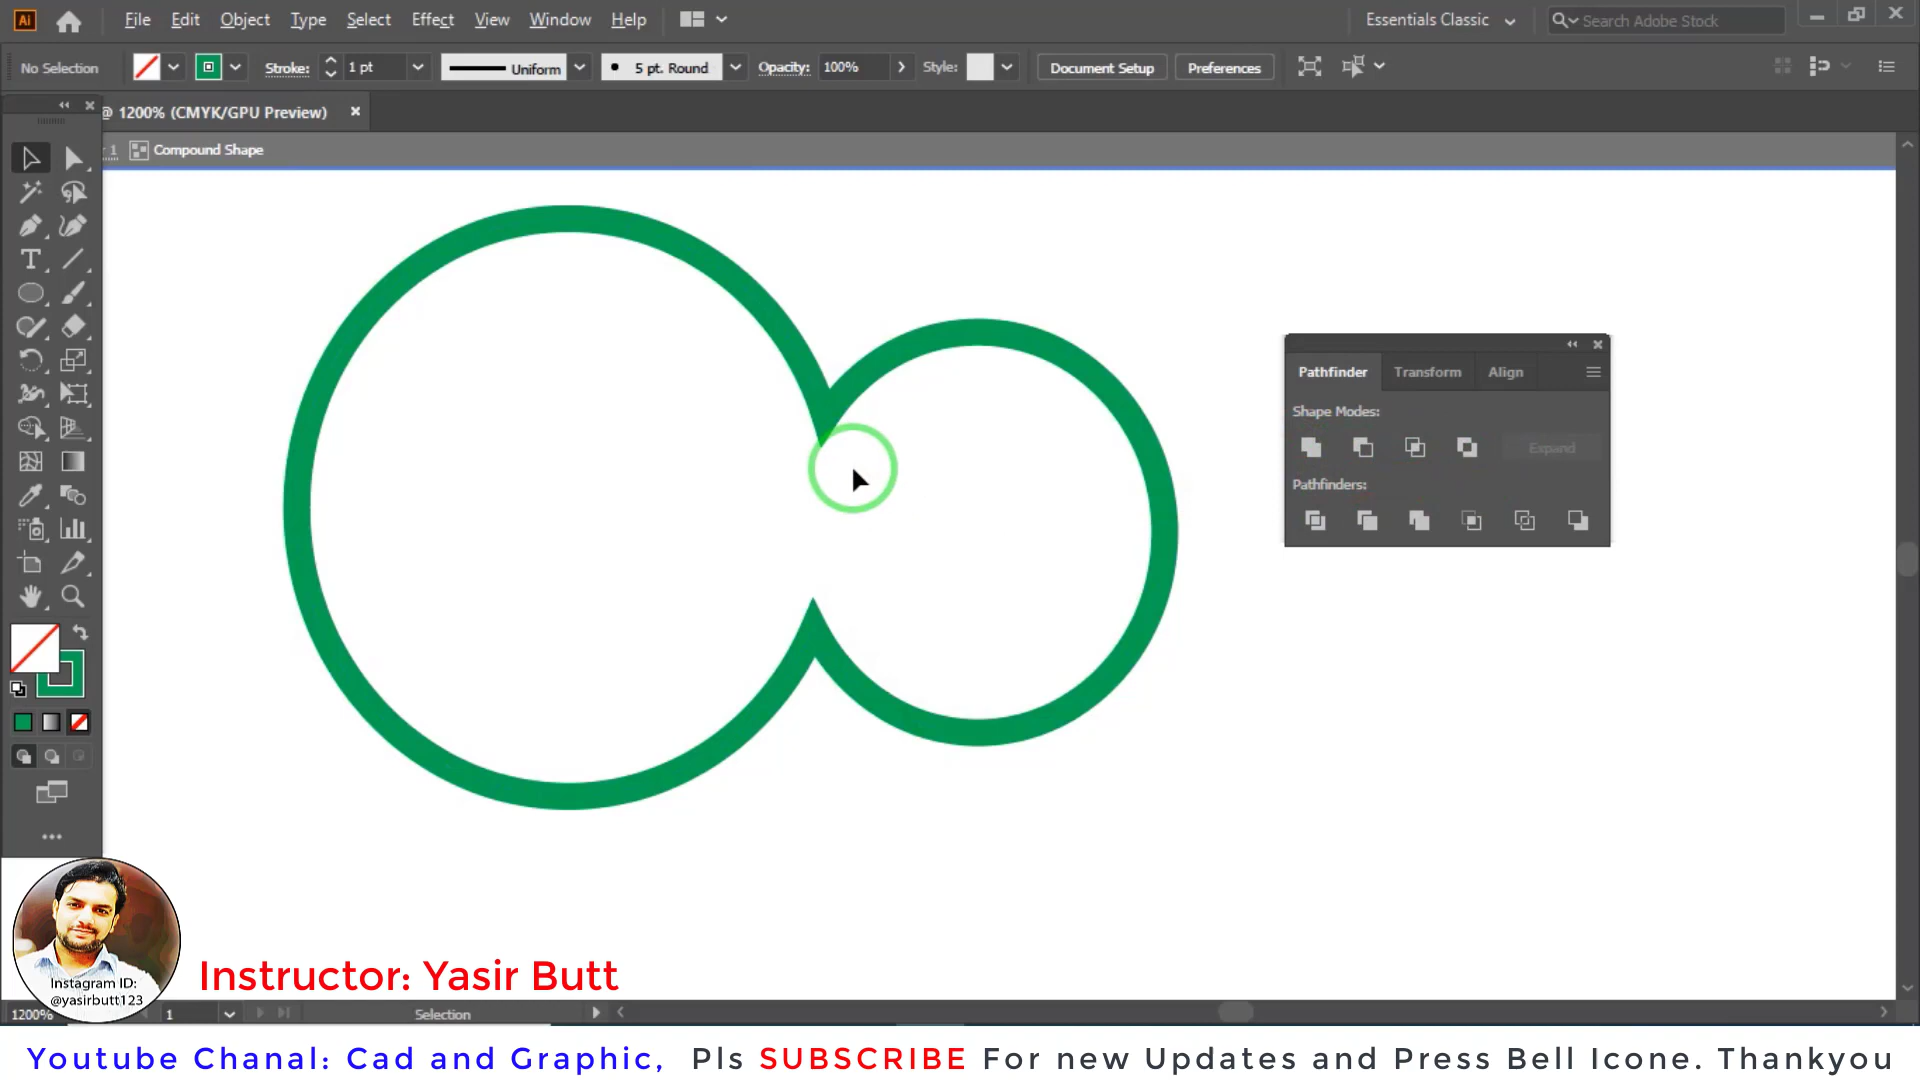 Ai File Edit Object Type Select Effect View Window Help Essentials Classic Search Adobe Stock
No Selection Stroke: 1 pt Uniform 5 pt. Round Opacity: 100% Style: Document Setup Preferences
@ 1200% (CMYK/GPU Preview)
1 Compound Shape
Pathfinder Transform Align
Shape Modes:
Expand
Pathfinders:
Instructor: Yasir Butt
Instagram ID:
@yasirbutt123
1200% 1 Selection
Youtube Chanal: Cad and Graphic, Pls SUBSCRIBE For new Updates and Press Bell Icone. Thankyou